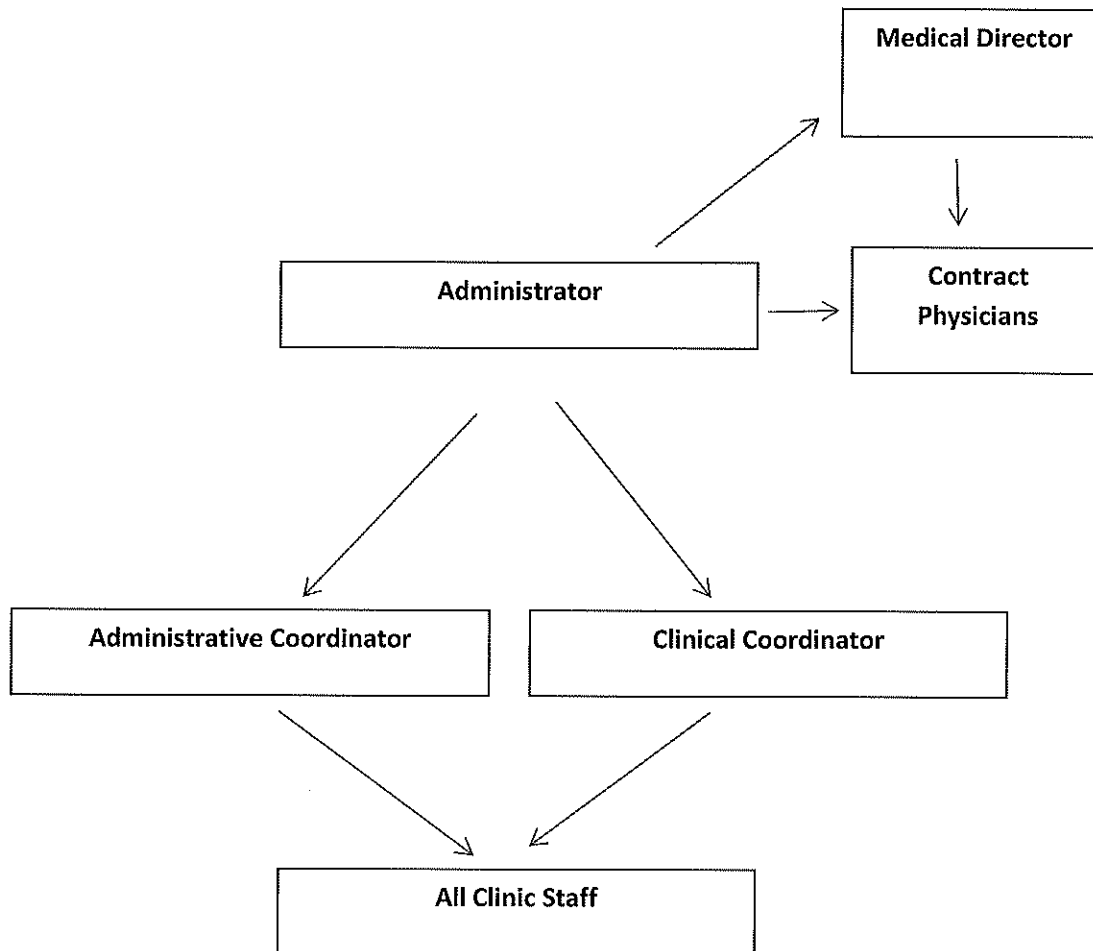 Medical Director
Administrator
Contract
Physicians
Administrative Coordinator
Clinical Coordinator
All Clinic Staff